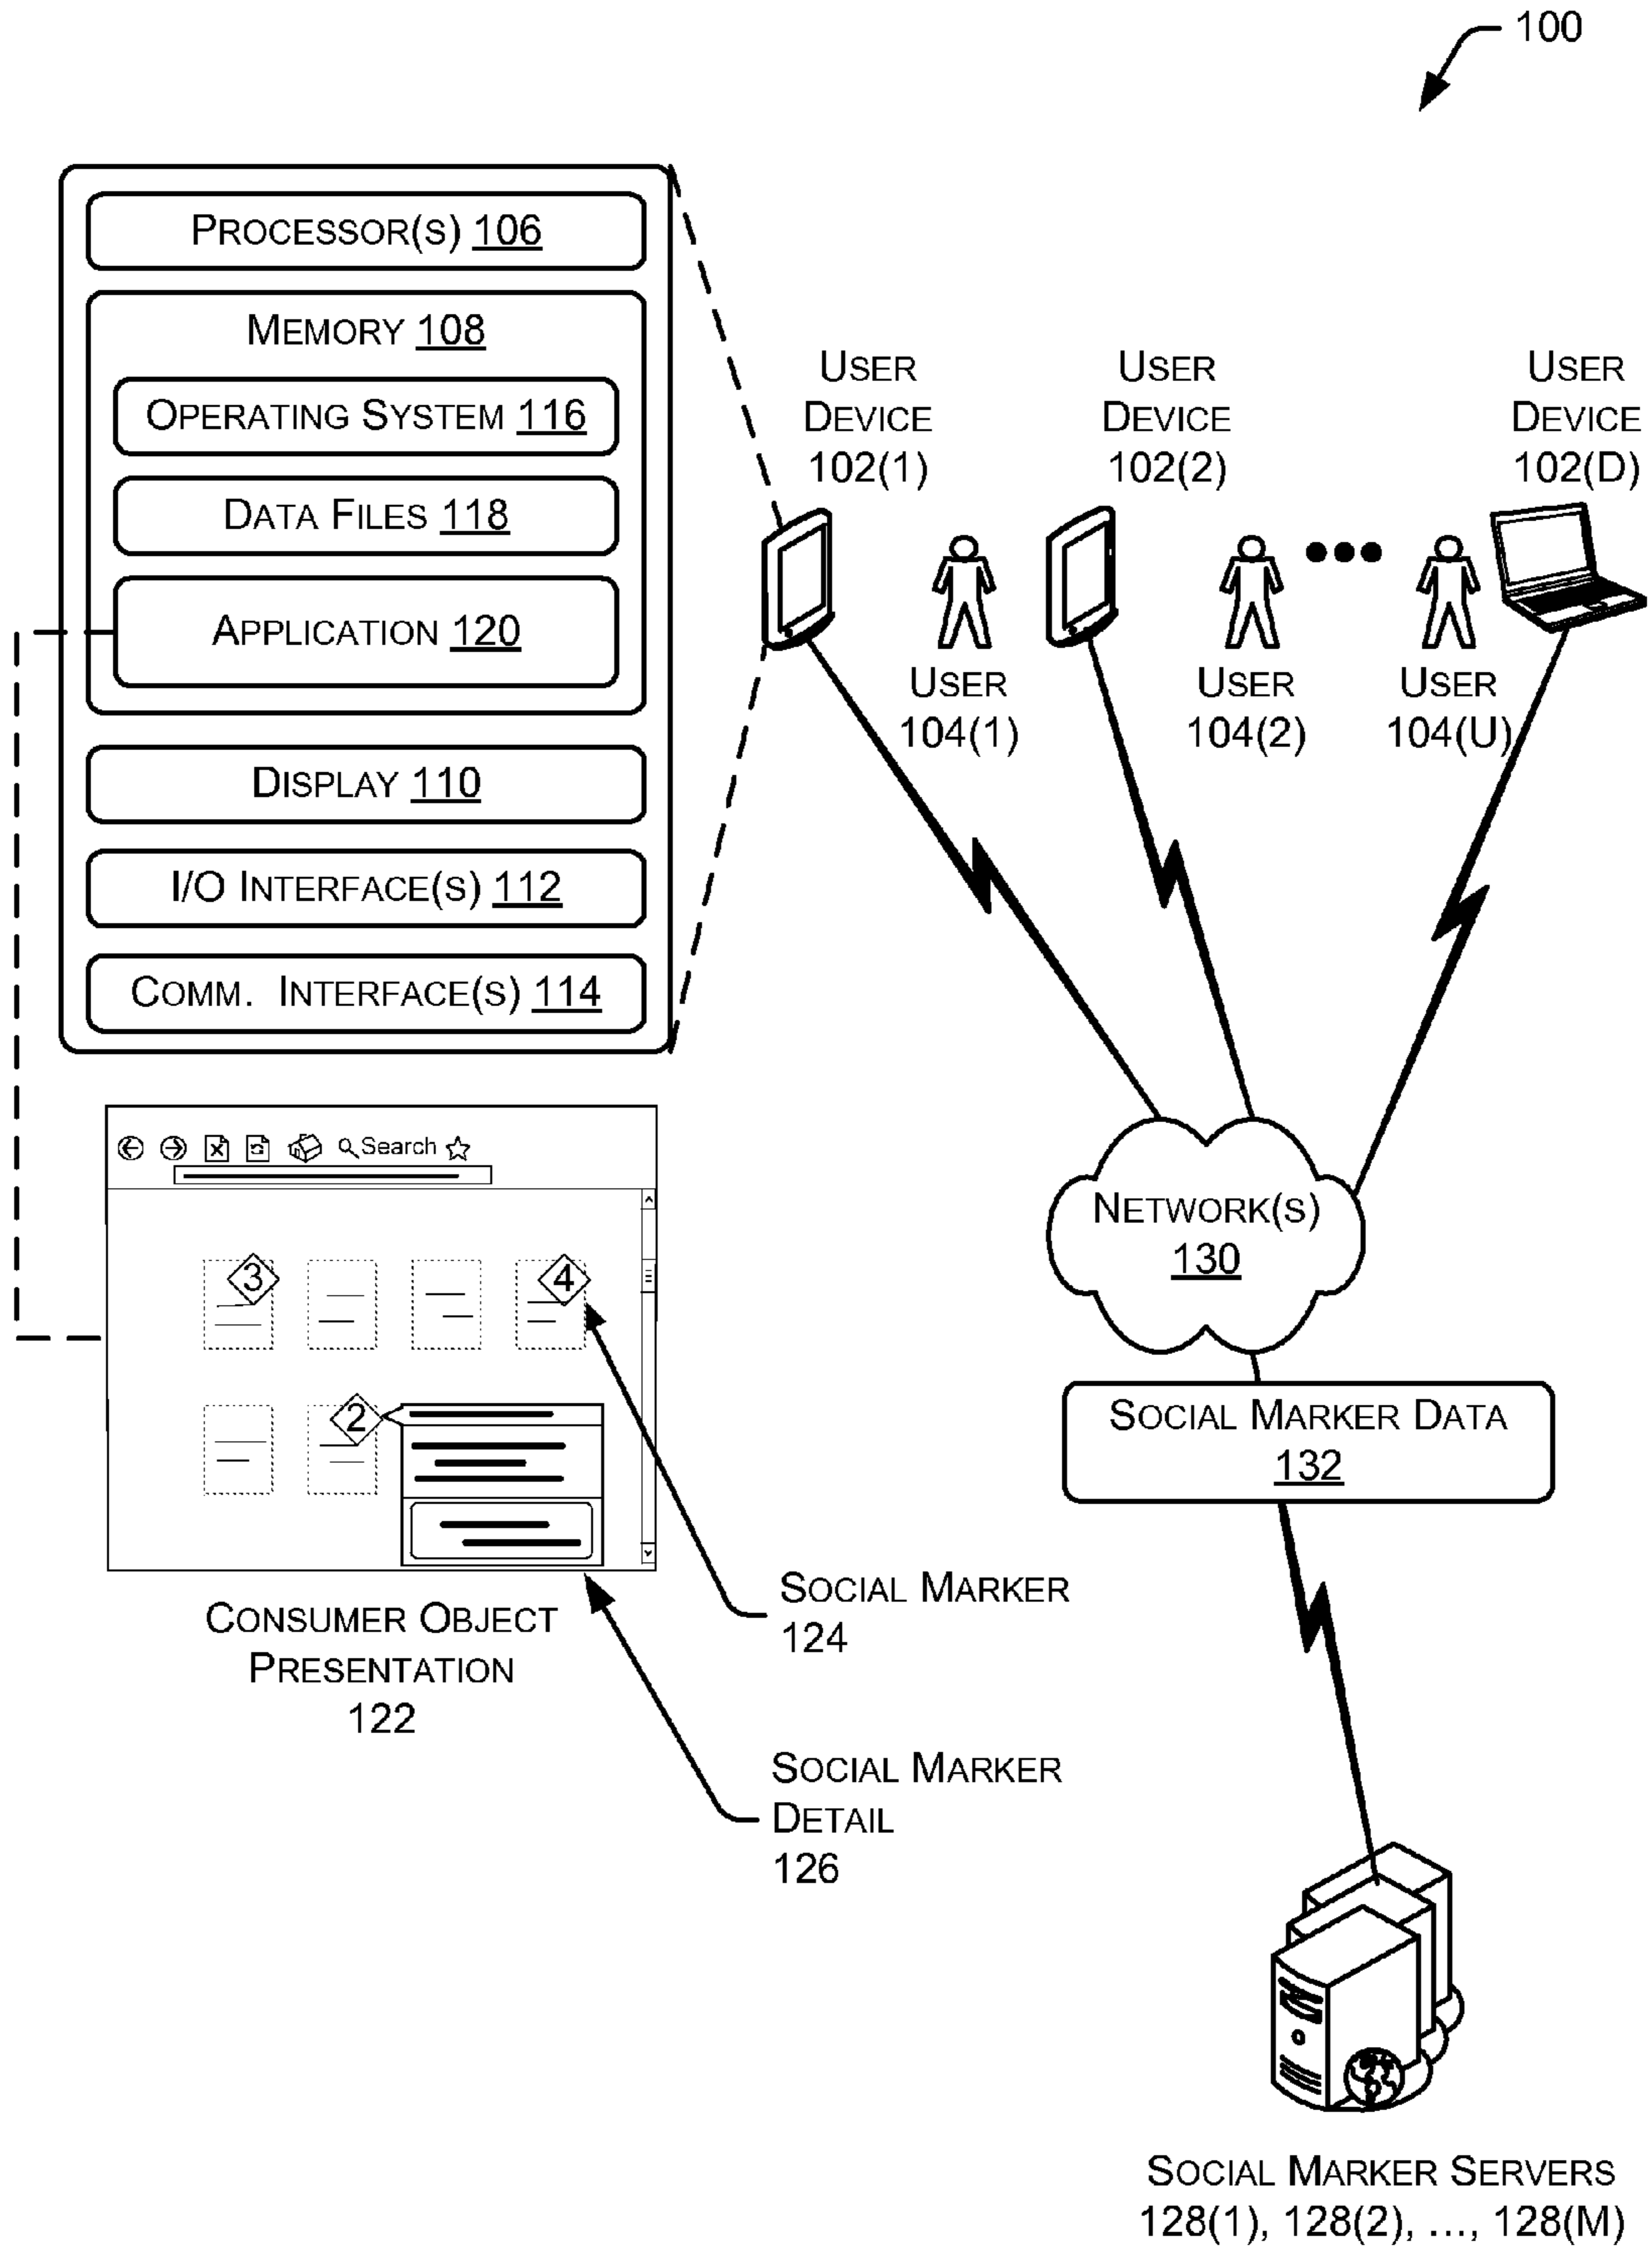 100
PROCESSOR(S) 106
MEMORY 108
OPERATING SYSTEM 116
DATA FILES 118
APPLICATION 120
DISPLAY 110
I/O INTERFACE(S) 112
COMM. INTERFACE(S) 114
USER
DEVICE
102(1)
USER
DEVICE
102(2)
USER
DEVICE
102(D)
USER
104(1)
USER
104(2)
USER
104(U)
Search
3
4
2
CONSUMER OBJECT
PRESENTATION
122
SOCIAL MARKER
124
SOCIAL MARKER
DETAIL
126
NETWORK(S)
130
SOCIAL MARKER DATA
132
SOCIAL MARKER SERVERS
128(1), 128(2), ..., 128(M)